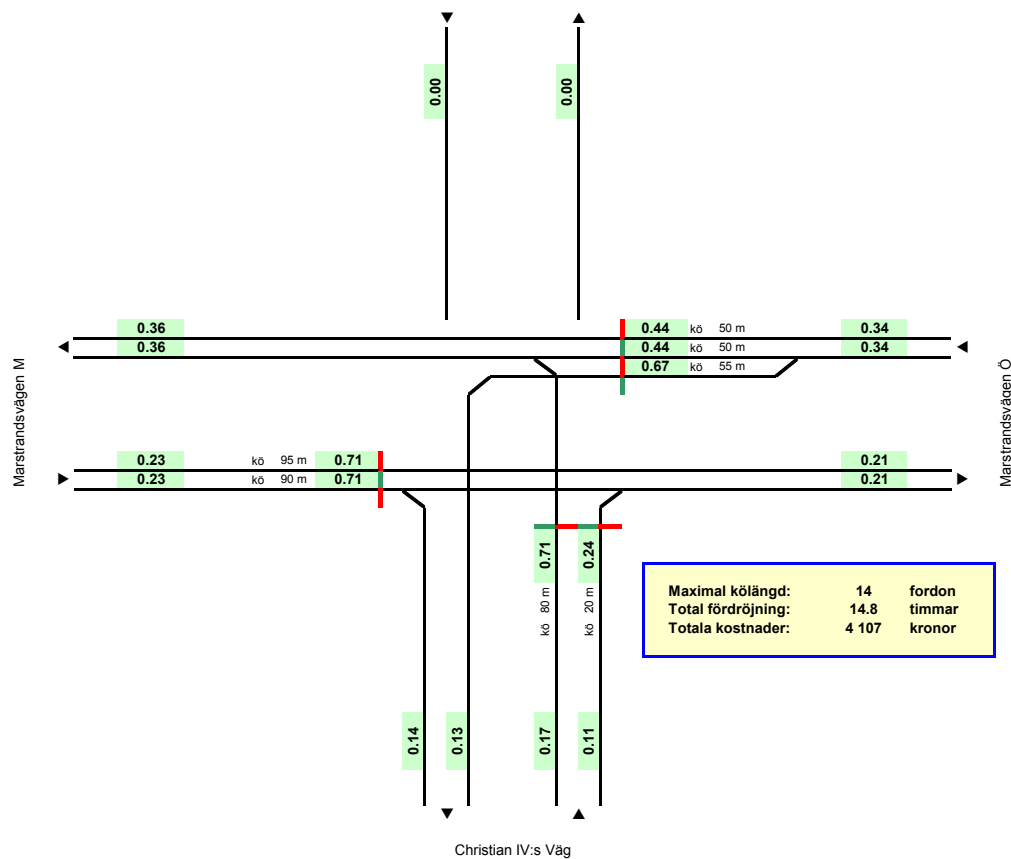 0.00
0.00
0.36
0.44 kö 50 m
0.34
0.36
0.44 kö 50 m
0.34
0.67 kö 55 m
Marstrandsvägen M
Marstrandsvägen Ö
0.23
kö 95 m 0.71
0.21
0.23
kö 90 m 0.71
0.21
kö 80 m 0.71
kö 20 m 0.24
Maximal kölängd: 14 fordon
Total fördröjning: 14.8 timmar
Totala kostnader: 4 107 kronor
0.14
0.13
0.17
0.11
Christian IV:s Väg